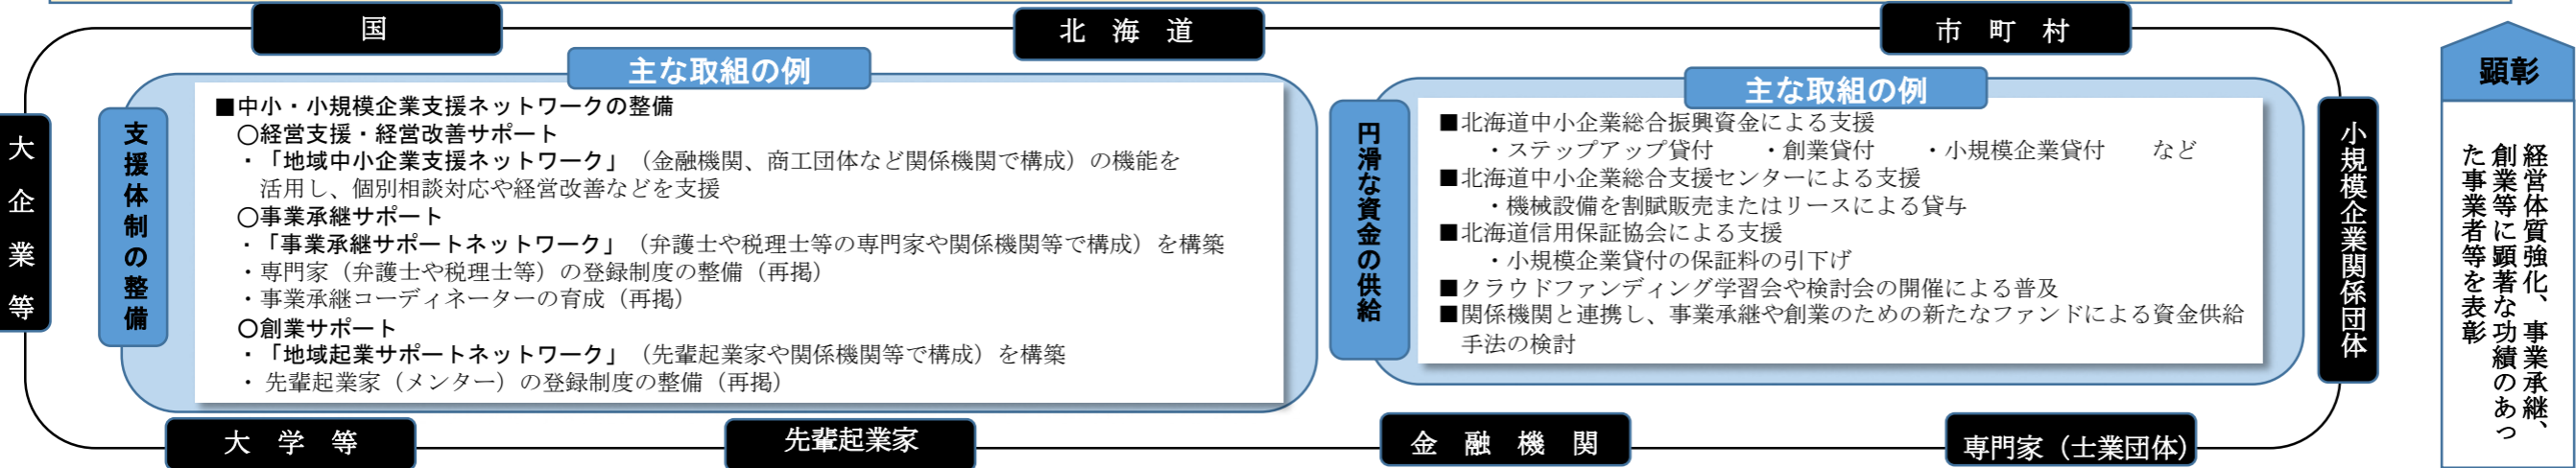 国
北　海　道
市　町　村
大企業等
支援体制の整備
主な取組の例
■中小・小規模企業支援ネットワークの整備
〇経営支援・経営改善サポート
・「地域中小企業支援ネットワーク」（金融機関、商工団体など関係機関で構成）の機能を
活用し、個別相談対応や経営改善などを支援
〇事業承継サポート
・「事業承継サポートネットワーク」（弁護士や税理士等の専門家や関係機関等で構成）を構築
・専門家（弁護士や税理士等）の登録制度の整備（再掲）
・事業承継コーディネーターの育成（再掲）
〇創業サポート
・「地域起業サポートネットワーク」（先輩起業家や関係機関等で構成）を構築
・ 先輩起業家（メンター）の登録制度の整備（再掲）
円滑な資金の供給
主な取組の例
■北海道中小企業総合振興資金による支援
・ステップアップ貸付　　・創業貸付　　・小規模企業貸付　　など
■北海道中小企業総合支援センターによる支援
・機械設備を割賦販売またはリースによる貸与
■北海道信用保証協会による支援
・小規模企業貸付の保証料の引下げ
■クラウドファンディング学習会や検討会の開催による普及
■関係機関と連携し、事業承継や創業のための新たなファンドによる資金供給
手法の検討
小規模企業関係団体
大　学　等
先輩起業家
金　融　機　関
専門家（士業団体）
顕彰
経営体質強化、事業承継、
創業等に顕著な功績のあっ
た事業者等を表彰